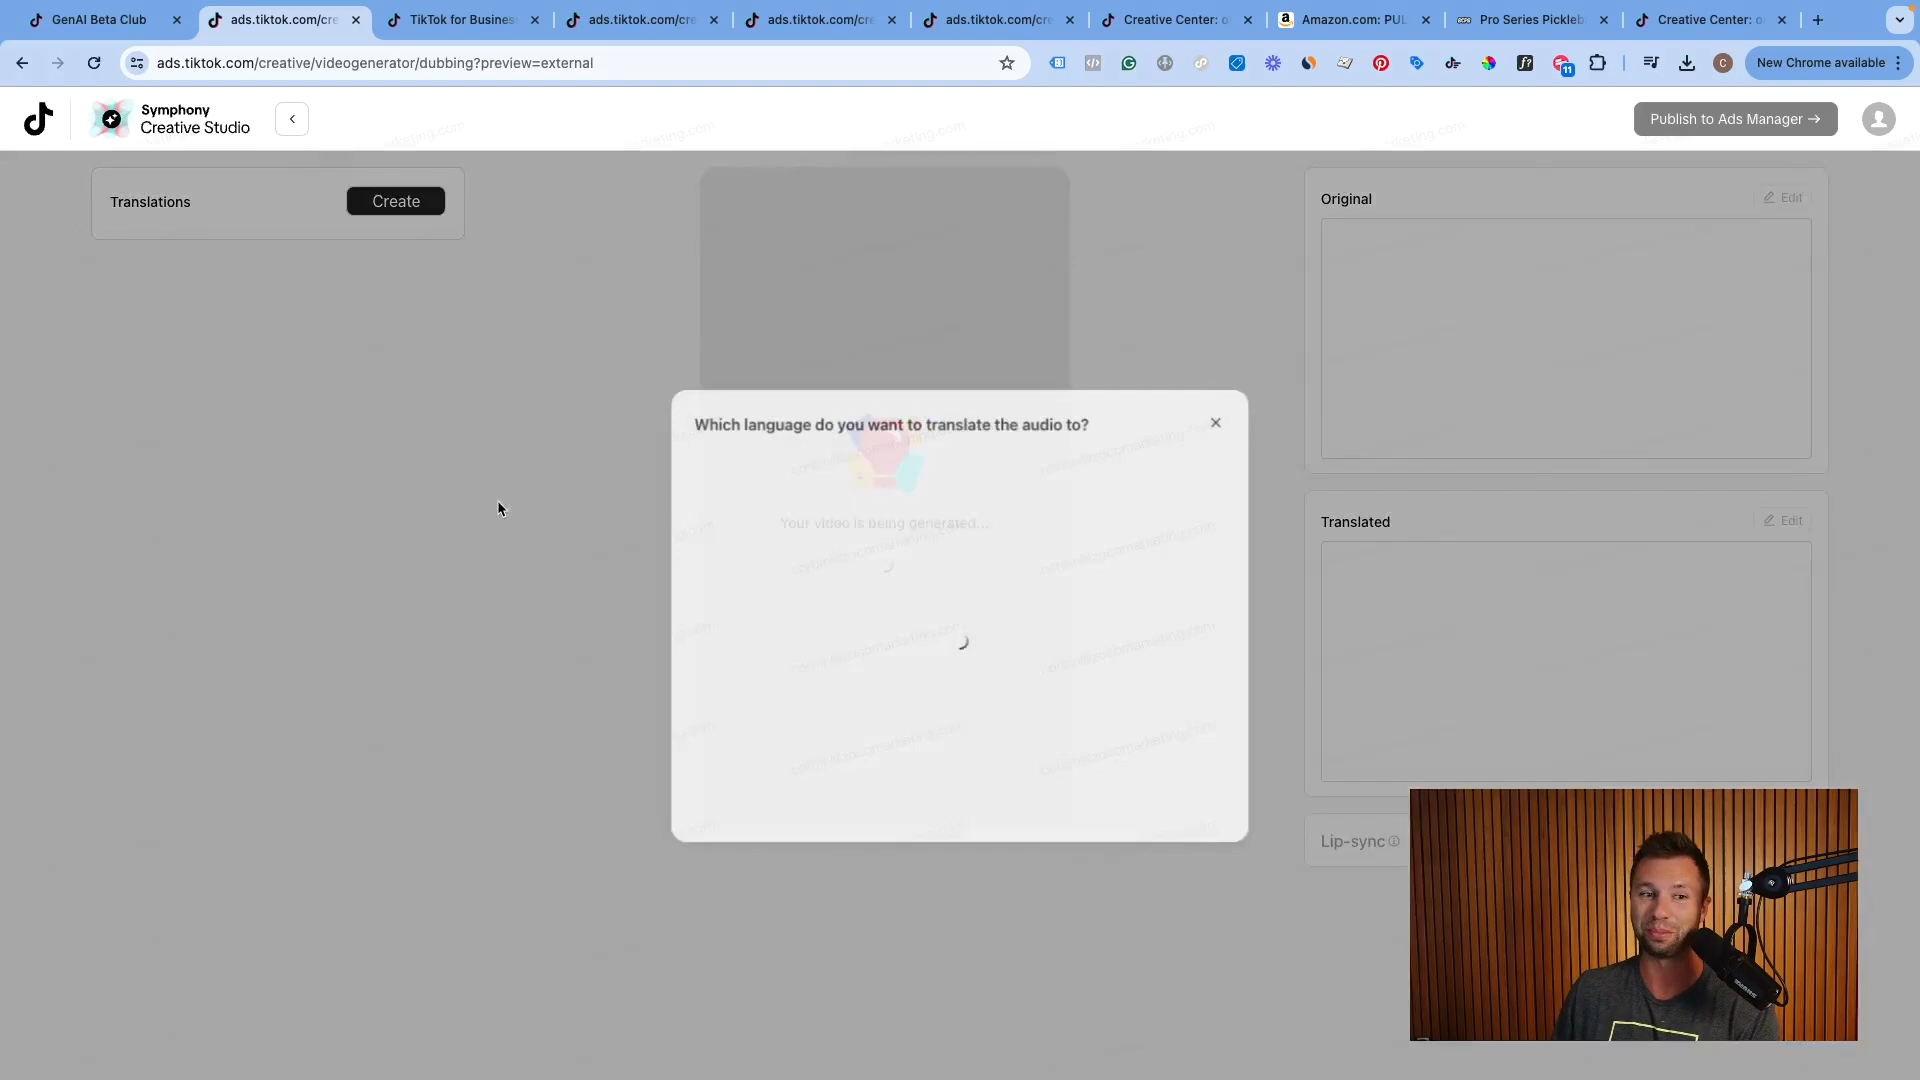 GenAI Beta Club
ads.tiktok.com/cre
TikTok for Busines
ads.tiktok.com/cre
ads.tiktok.com/cre
ads.tiktok.com/cre
Creative Center: o
Amazon.com: PUL
Pro Series Pickleb
Creative Center: o
ads.tiktok.com/creative/videogenerator/dubbing?preview=external
11
C
New Chrome available
Symphony
Creative Studio
Publish to Ads Manager →
Translations
Create
Original
Edit
Which language do you want to translate the audio to?
Your video is being generated...
Translated
Edit
Lip-sync